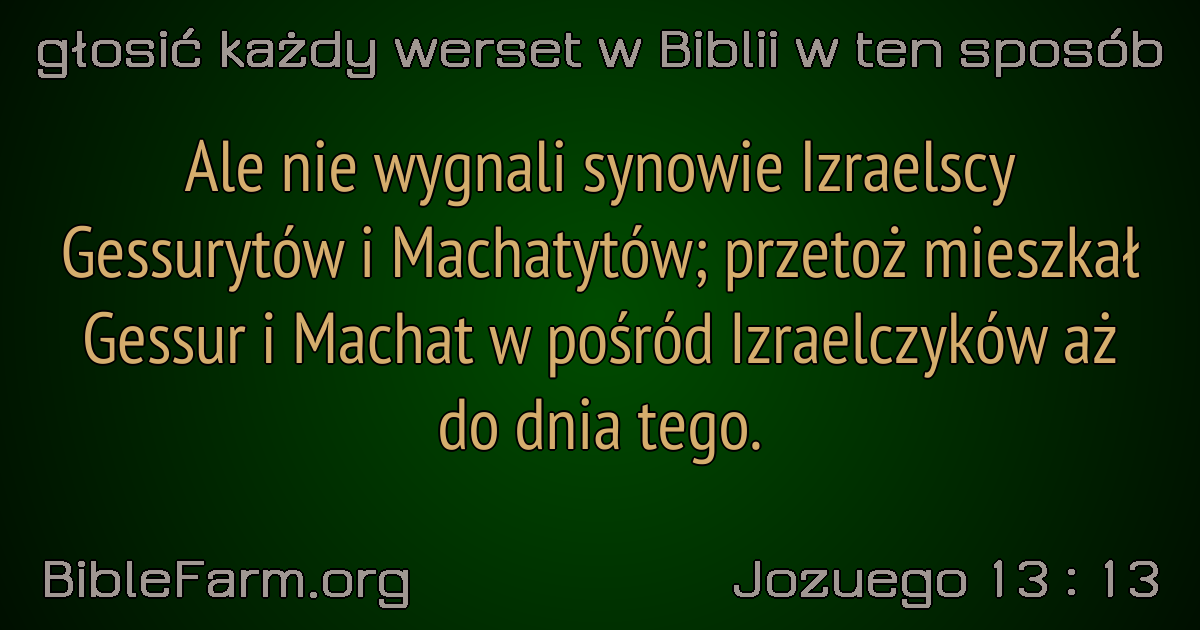 głosić każdy werset w Biblii w ten sposób
Ale nie wygnali synowie Izraelscy
Gessurytów i Machatytów; przetoż mieszkał
Gessur i Machat w pośród Izraelczyków aż
do dnia tego.
BibleFarm.org
Jozuego 13 : 13